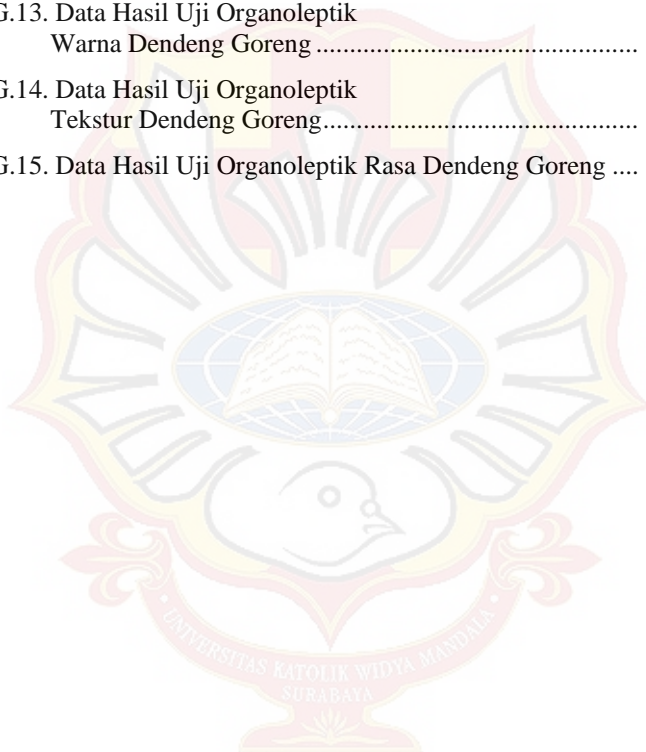 G.13. Data Hasil Uji Organoleptik
Warna Dendeng Goreng ..........................................
G.14. Data Hasil Uji Organoleptik
Tekstur Dendeng Goreng.........................................
G.15. Data Hasil Uji Organoleptik Rasa Dendeng Goreng ....
UNIVERSITAS KATOLIK WIDYA MANDALA
SURABAYA